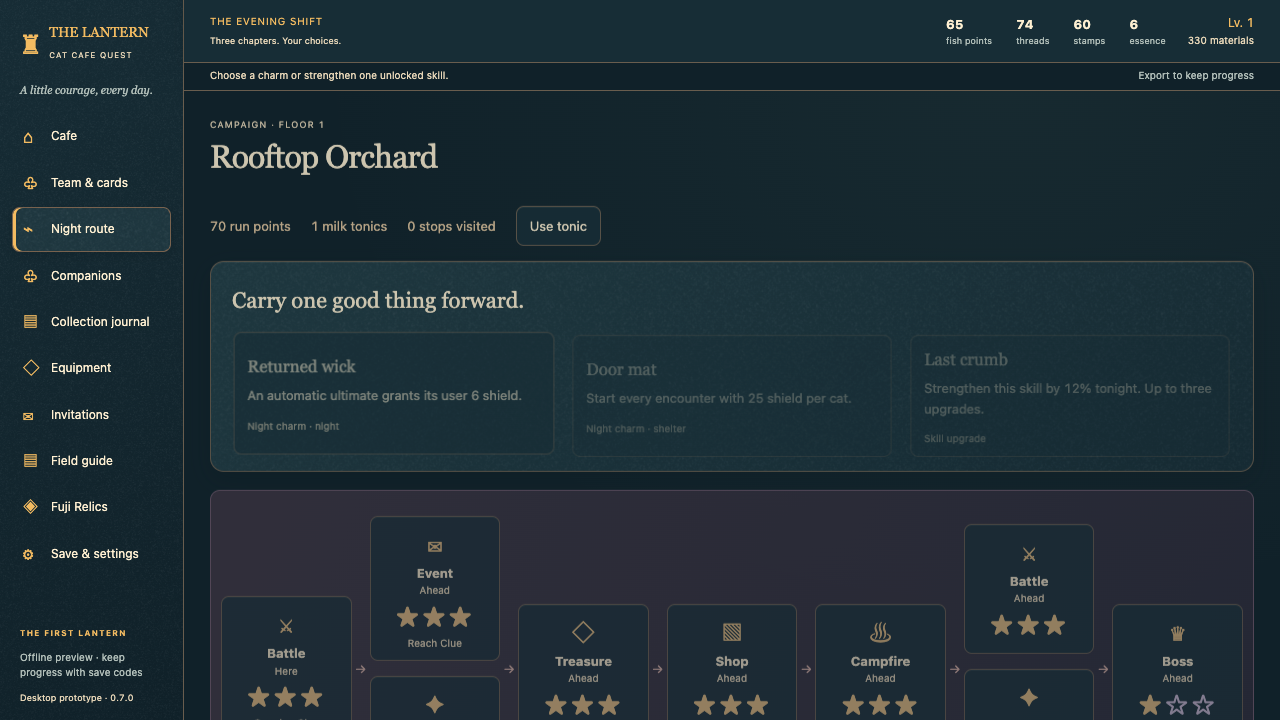 THE LANTERN
CAT CAFE QUEST
A little courage, every day.
Cafe
Team & cards
Night route
Companions
Collection journal
Equipment
Invitations
Field guide
Fuji Relics
Save & settings
THE FIRST LANTERN
Offline preview · keep
progress with save codes
Desktop prototype · 0.7.0
THE EVENING SHIFT
Three chapters. Your choices.
65
fish points
74
threads
60
stamps
6
essence
Lv. 1
330 materials
Choose a charm or strengthen one unlocked skill.
Export to keep progress
CAMPAIGN · FLOOR 1
Rooftop Orchard
70 run points
1 milk tonics
0 stops visited
Use tonic
Carry one good thing forward.
Returned wick
An automatic ultimate grants its user 6 shield.
Night charm · night
Door mat
Start every encounter with 25 shield per cat.
Night charm · shelter
Last crumb
Strengthen this skill by 12% tonight. Up to three
upgrades.
Skill upgrade
Battle
Here
Event
Ahead
Reach Clue
Treasure
Ahead
Shop
Ahead
Campfire
Ahead
Battle
Ahead
Boss
Ahead